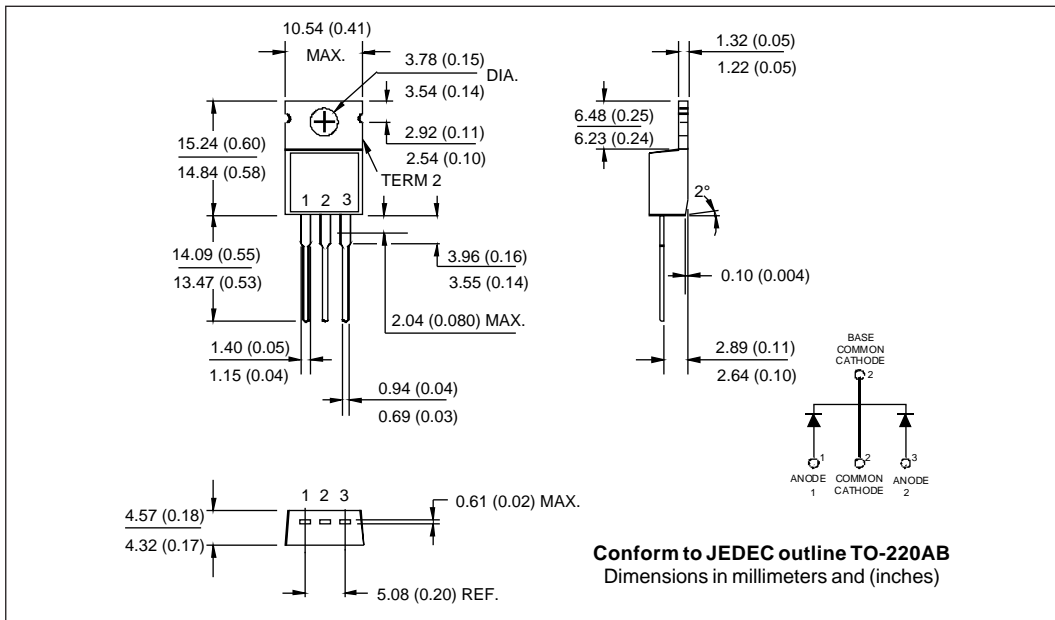 10.54 (0.41)
MAX.
3.78 (0.15)
3.54 (0.14)
DIA.
2.92 (0.11)
2.54 (0.10)
TERM 2
15.24 (0.60)
14.84 (0.58)
1 2 3
14.09 (0.55)
13.47 (0.53)
3.96 (0.16)
3.55 (0.14)
2.04 (0.080) MAX.
1.40 (0.05)
1.15 (0.04)
0.94 (0.04)
0.69 (0.03)
1.32 (0.05)
1.22 (0.05)
6.48 (0.25)
6.23 (0.24)
2°
0.10 (0.004)
2.89 (0.11)
2.64 (0.10)
BASE
COMMON
CATHODE
2
1 2 3
ANODE
1
COMMON
CATHODE
ANODE
2
1 2 3
0.61 (0.02) MAX.
4.57 (0.18)
4.32 (0.17)
5.08 (0.20) REF.
Conform to JEDEC outline TO-220AB
Dimensions in millimeters and (inches)